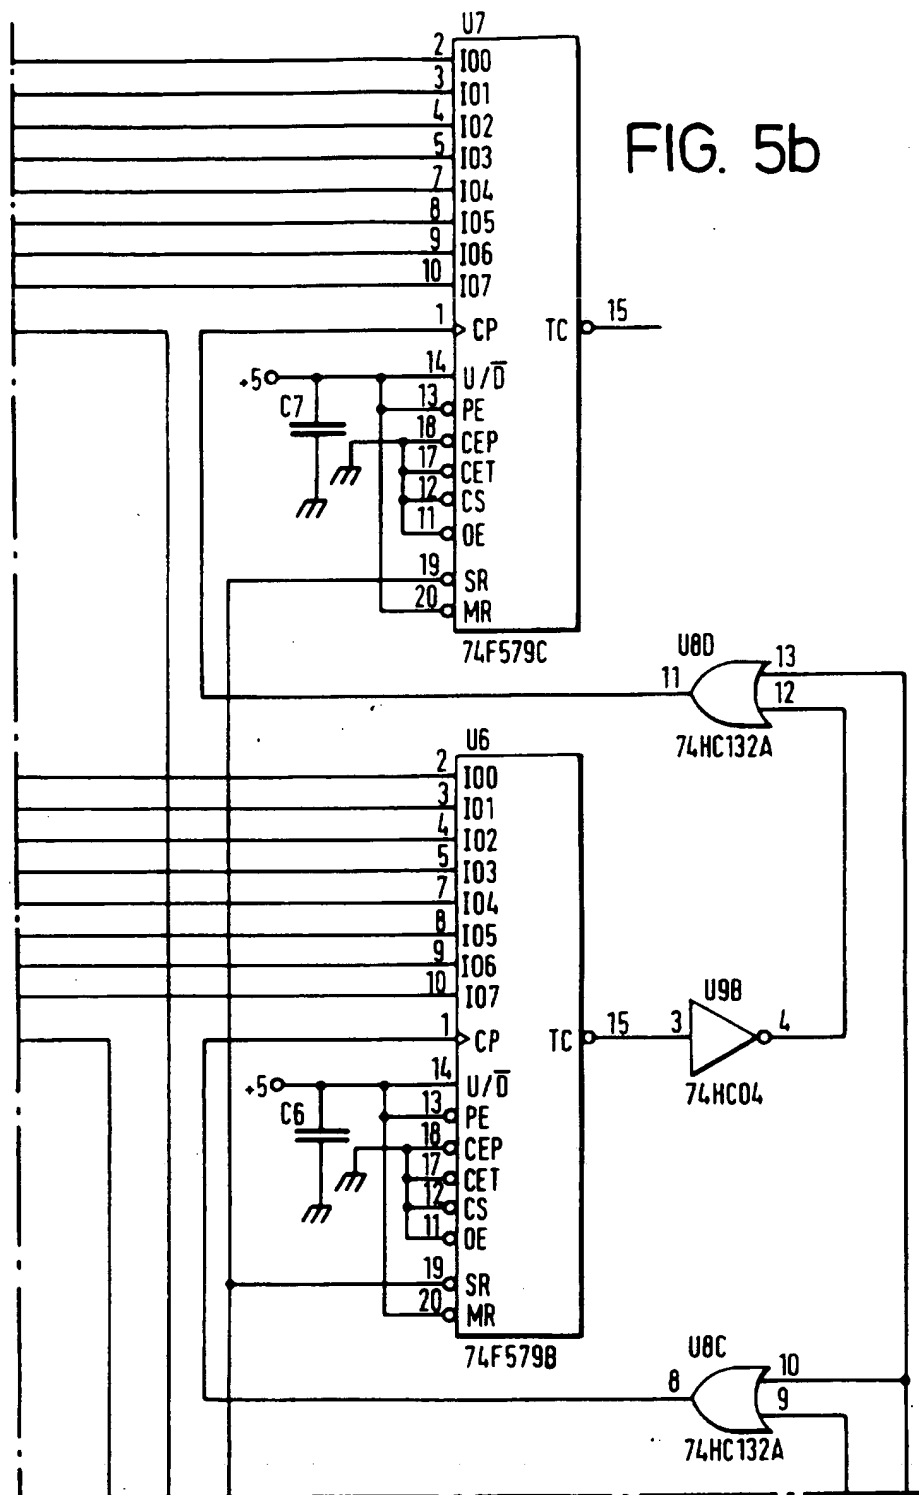 U7
2 IO0
3 IO1
4 IO2
5 IO3
7 IO4
8 IO5
9 IO6
10 IO7
FIG. 5b
1 CP TC 15
+5 14 U/D̅
C7 13 PE
18 CEP
17 CET
12 CS
11 OE
19 SR
20 MR
74F579C
U8D
11 13
12
74HC132A
U6
2 IO0
3 IO1
4 IO2
5 IO3
7 IO4
8 IO5
9 IO6
10 IO7
U9B
1 CP TC 15 3 4
74HC04
+5 14 U/D̅
C6 13 PE
18 CEP
17 CET
12 CS
11 OE
19 SR
20 MR
74F579B
U8C
8 10
9
74HC132A